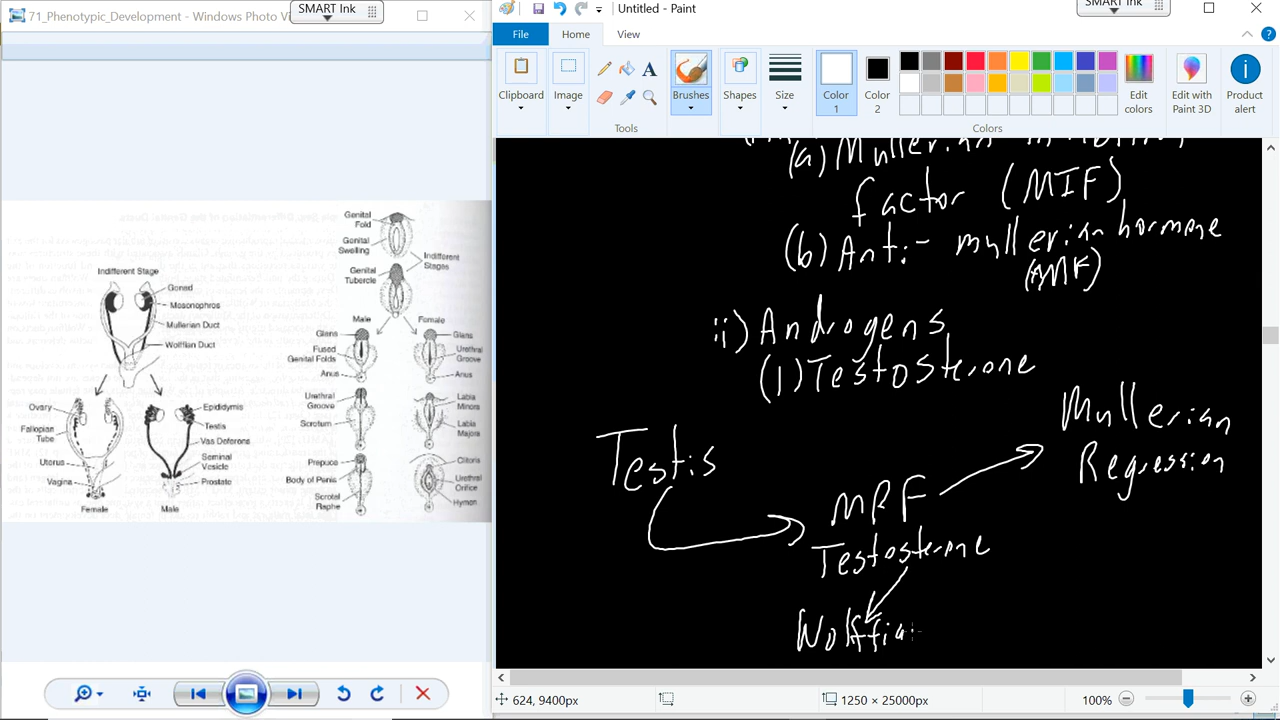 71_Phenotypic_Development - Windows Photo Vi
SMART Ink
Untitled - Paint
SMART Ink
File
Home
View
Clipboard
Image
Tools
Brushes
Shapes
Size
Color
1
Color
2
Colors
Edit
colors
Edit with
Paint 3D
Product
alert
Genital
Fold
Genital
Swelling
Genital
Tubercle
Indifferent
Stages
Male
Female
Glans
Fused
Genital Folds
Anus
Glans
Urethral
Groove
Anus
Urethral
Groove
Scrotum
Labia
Minora
Labia
Majora
Prepuce
Body of Penis
Scrotal
Raphe
Clitoris
Urethral
Orifice
Hymen
Indifferent Stage
Gonad
Mesonephros
Mullerian Duct
Wolffian Duct
Ovary
Fallopian
Tube
Uterus
Vagina
Female
Epididymis
Testis
Vas Deferens
Seminal
Vesicle
Prostate
Male
(a) Mullerian
factor (MIF)
(b) Anti- mullerian hormone
ii) Androgens
(1) Testosterone
Testis
MRF
Testosterone
Mullerian
Regression
Wolffia
624, 9400px
1250 × 25000px
100%